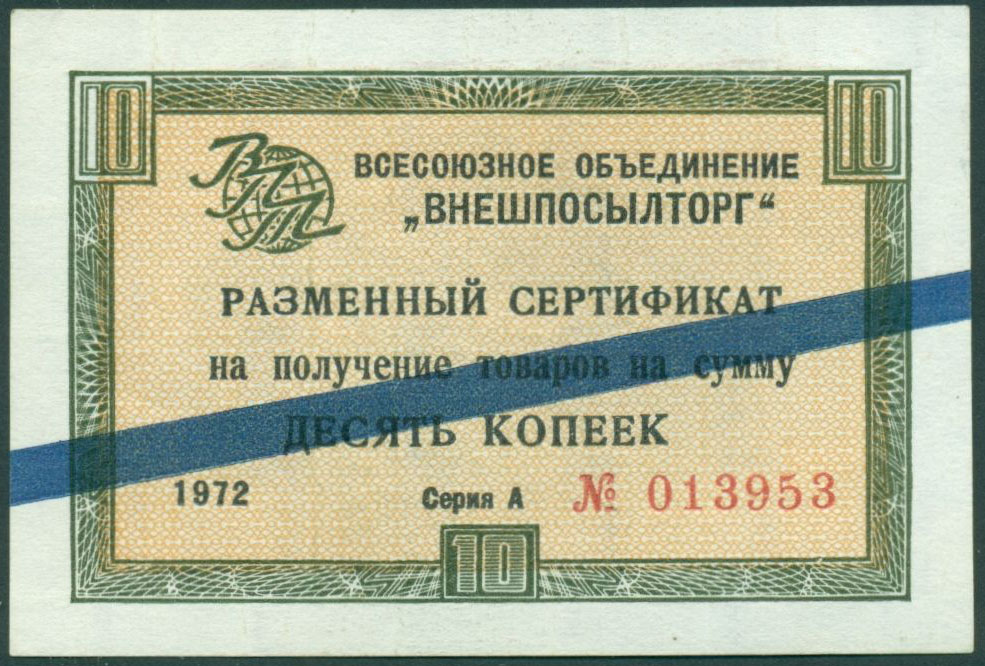 10 10
ВПТ
ВСЕСОЮЗНОЕ ОБЪЕДИНЕНИЕ
„ВНЕШПОСЫЛТОРГ“
РАЗМЕННЫЙ СЕРТИФИКАТ
на получение товаров на сумму
ДЕСЯТЬ КОПЕЕК
1972 Серия А № 013953
10